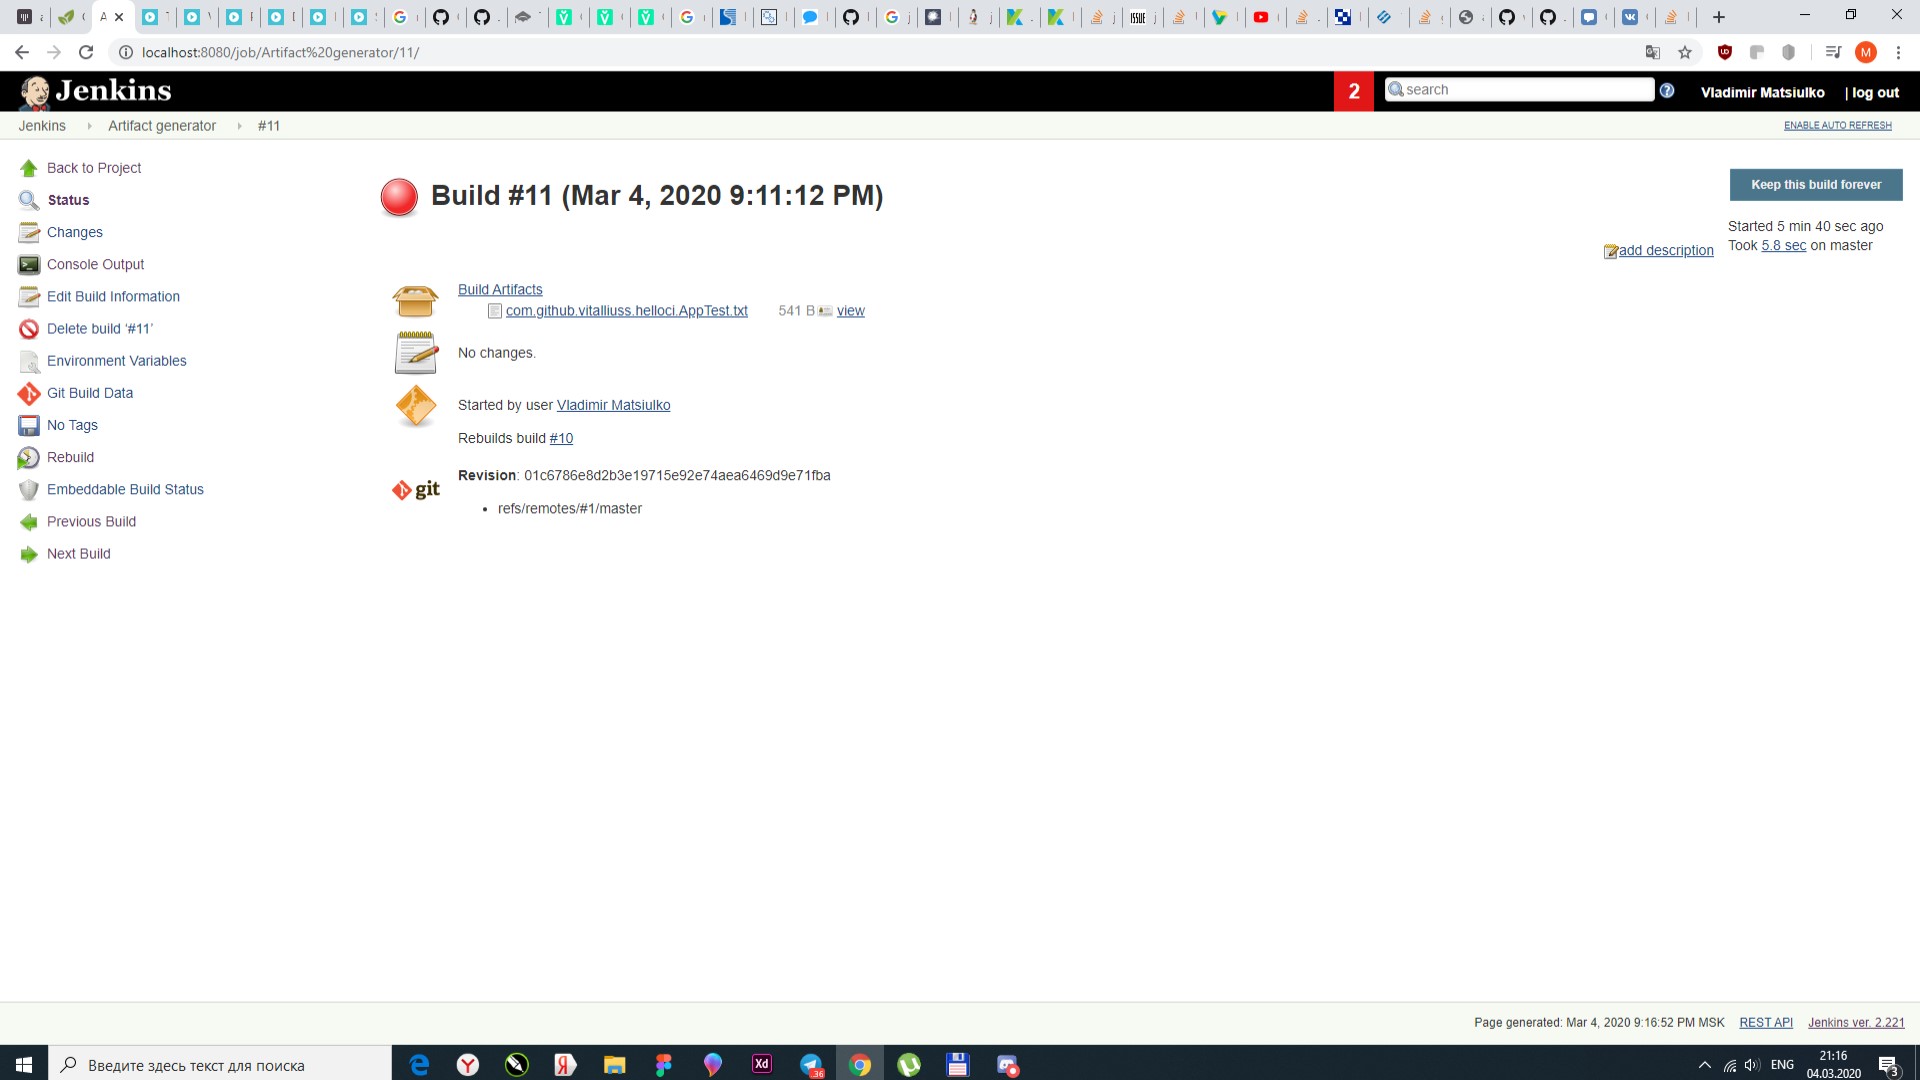 localhost:8080/job/Artifact%20generator/11/
M
Jenkins
2
search
Vladimir Matsiulko
| log out
Jenkins
Artifact generator
#11
ENABLE AUTO REFRESH
Back to Project
Status
Changes
Console Output
Edit Build Information
Delete build ‘#11’
Environment Variables
Git Build Data
No Tags
Rebuild
Embeddable Build Status
Previous Build
Next Build
Build #11 (Mar 4, 2020 9:11:12 PM)
Keep this build forever
Started 5 min 40 sec ago
Took 5.8 sec on master
add description
Build Artifacts
com.github.vitalliuss.helloci.AppTest.txt 541 B view
No changes.
Started by user Vladimir Matsiulko
Rebuilds build #10
git
Revision: 01c6786e8d2b3e19715e92e74aea6469d9e71fba
refs/remotes/#1/master
Page generated: Mar 4, 2020 9:16:52 PM MSK REST API Jenkins ver. 2.221
Введите здесь текст для поиска
Xd
36
ENG
21:16
04.03.2020
3